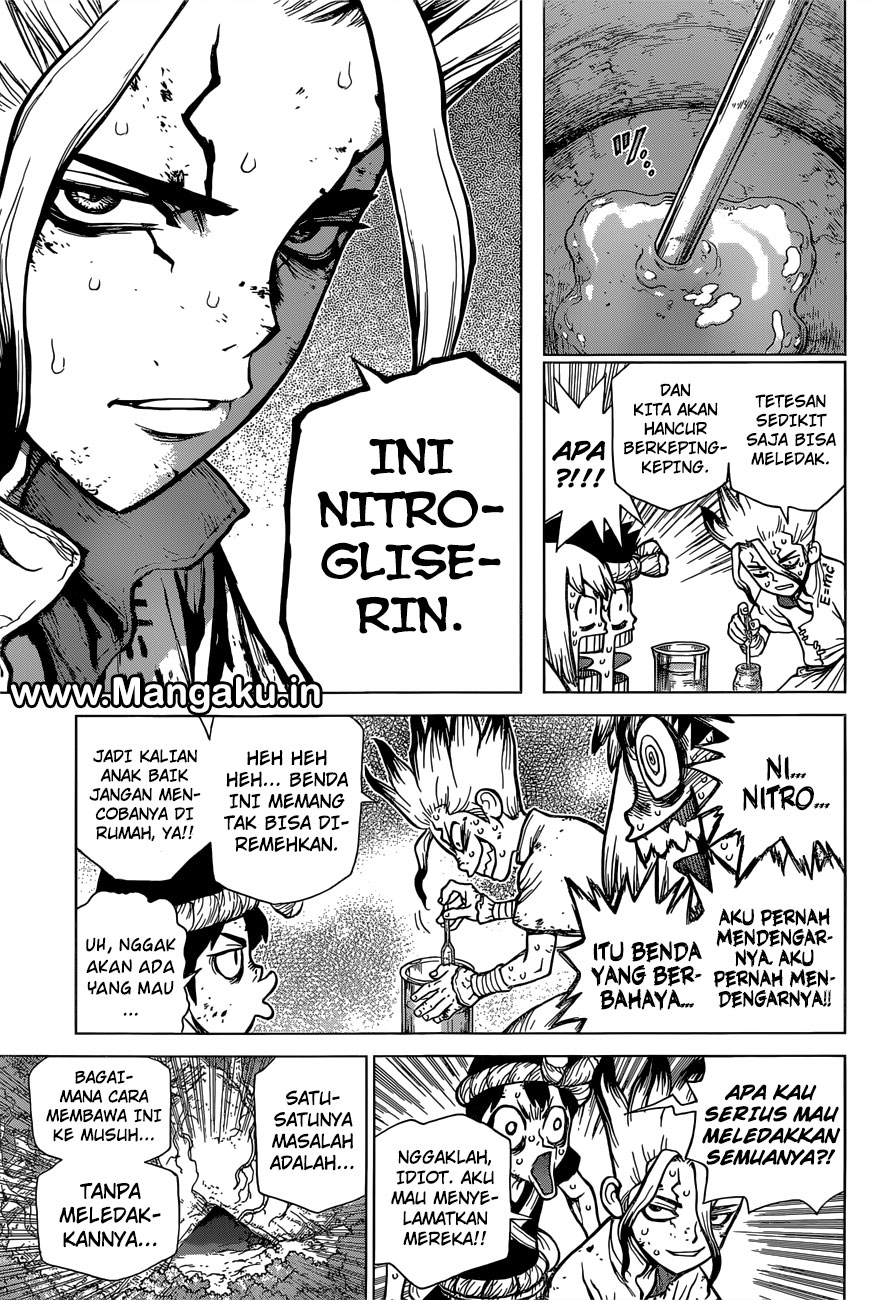 TETESAN
SEDIKIT
SAJA BISA
MELEDAK.
DAN
KITA AKAN
HANCUR
BERKEPING-
KEPING.
APA
?!!!
E=mc²
INI
NITRO-
GLISE-
RIN.
www.Mangaku.in
NI...
NITRO...
AKU PERNAH
MENDENGAR-
NYA. AKU
PERNAH MEN-
DENGARNYA!!
ITU BENDA
YANG BER-
BAHAYA...
HEH HEH
HEH... BENDA
INI MEMANG
TAK BISA DI-
REMEHKAN.
JADI KALIAN
ANAK BAIK
JANGAN MEN-
COBANYA DI
RUMAH, YA!!
UH, NGGAK
AKAN ADA
YANG MAU
...
APA KAU
SERIUS MAU
MELEDAKKAN
SEMUANYA?!
NGGAKLAH,
IDIOT. AKU
MAU MENYE-
LAMATKAN
MEREKA!!
SATU-
SATUNYA
MASALAH
ADALAH...
BAGAI-
MANA CARA
MEMBAWA INI
KE MUSUH...
TANPA
MELEDAK-
KANNYA...